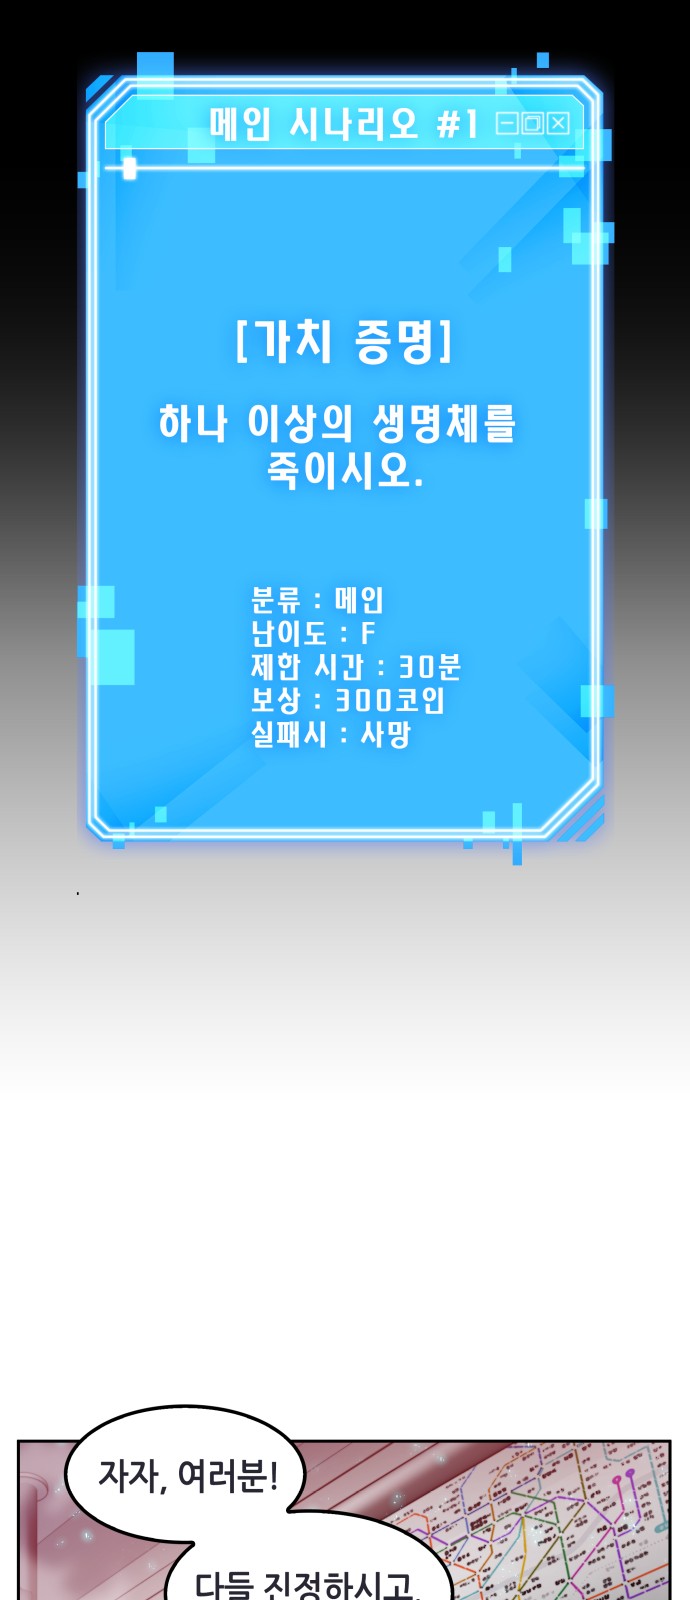 메인 시나리오 #1
[가치 증명]
하나 이상의 생명체를
죽이시오.
분류 : 메인
난이도 : F
제한 시간 : 30분
보상 : 300코인
실패시 : 사망
자자, 여러분!
다들 진정하시고,